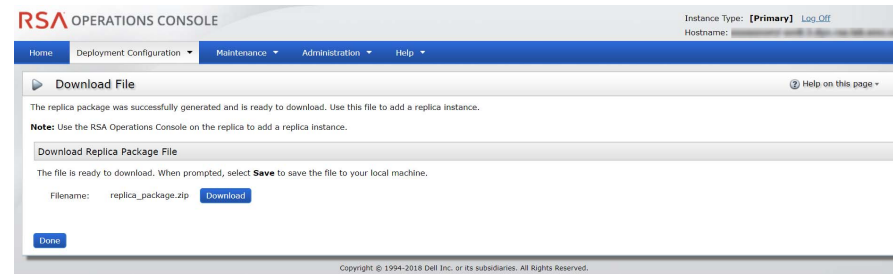 RSA OPERATIONS CONSOLE
Instance Type: [Primary] Log Off
Hostname:
Home Deployment Configuration Maintenance Administration Help
Download File
Help on this page
The replica package was successfully generated and is ready to download. Use this file to add a replica instance.
Note: Use the RSA Operations Console on the replica to add a replica instance.
Download Replica Package File
The file is ready to download. When prompted, select Save to save the file to your local machine.
Filename: replica_package.zip Download
Done
Copyright © 1994-2018 Dell Inc. or its subsidiaries. All Rights Reserved.